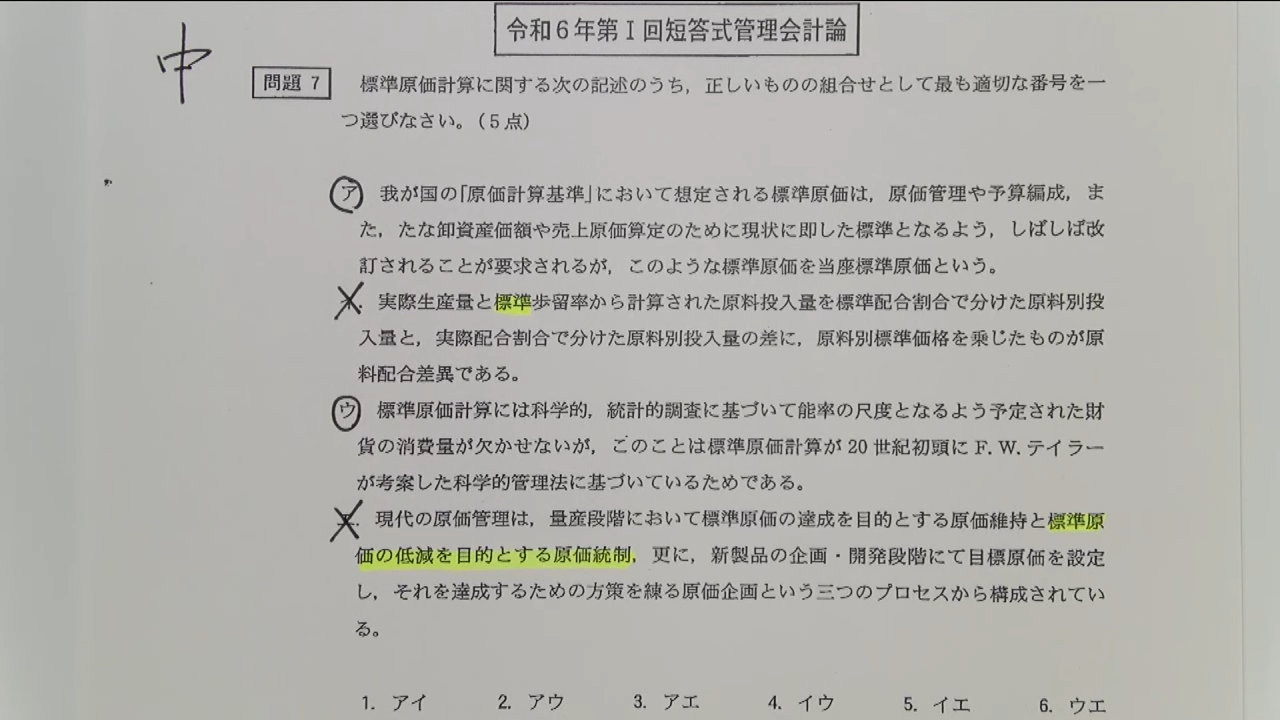 令和6年第Ⅰ回短答式管理会計論
中
問題 7 標準原価計算に関する次の記述のうち，正しいものの組合せとして最も適切な番号を一
つ選びなさい。（5点）
ア 我が国の「原価計算基準」において想定される標準原価は，原価管理や予算編成，ま
た，たな卸資産価額や売上原価算定のために現状に即した標準となるよう，しばしば改
訂されることが要求されるが，このような標準原価を当座標準原価という。
イ．実際生産量と標準歩留率から計算された原料投入量を標準配合割合で分けた原料別投
入量と，実際配合割合で分けた原料別投入量の差に，原料別標準価格を乗じたものが原
料配合差異である。
ウ 標準原価計算には科学的，統計的調査に基づいて能率の尺度となるよう予定された財
貨の消費量が欠かせないが，このことは標準原価計算が 20 世紀初頭に F. W. テイラー
が考案した科学的管理法に基づいているためである。
エ．現代の原価管理は，量産段階において標準原価の達成を目的とする原価維持と標準原
価の低減を目的とする原価統制，更に，新製品の企画・開発段階にて目標原価を設定
し，それを達成するための方策を練る原価企画という三つのプロセスから構成されてい
る。
1. アイ 2. アウ 3. アエ 4. イウ 5. イエ 6. ウエ